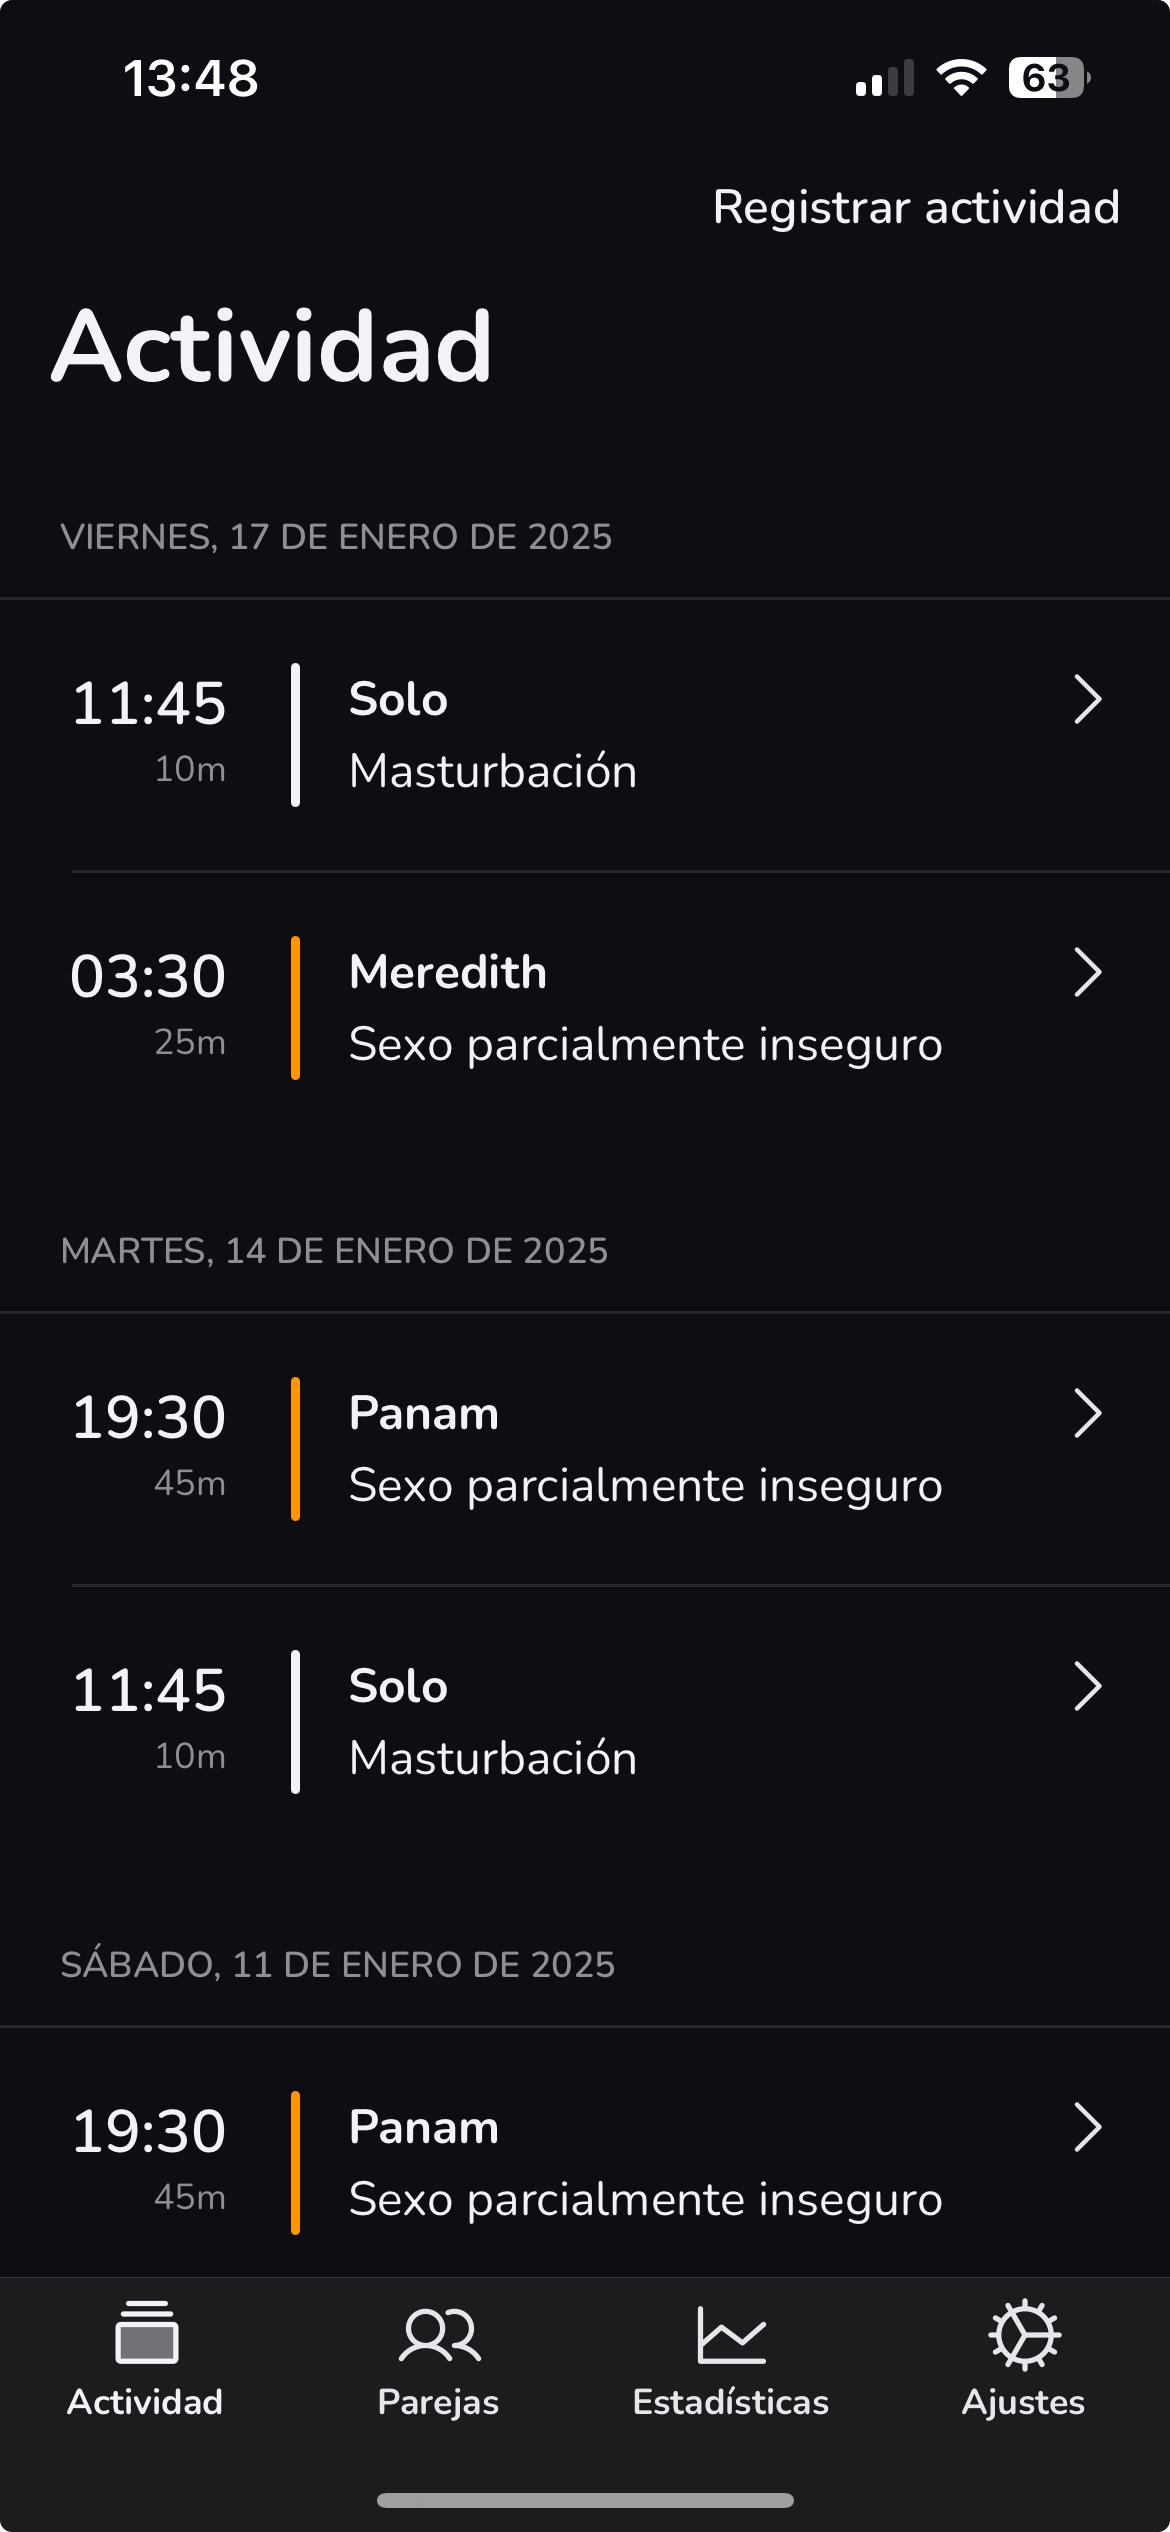 13:48
63
Registrar actividad
Actividad
VIERNES, 17 DE ENERO DE 2025
11:45
Solo
10m
Masturbación
03:30
Meredith
25m
Sexo parcialmente inseguro
MARTES, 14 DE ENERO DE 2025
19:30
Panam
45m
Sexo parcialmente inseguro
11:45
Solo
10m
Masturbación
SÁBADO, 11 DE ENERO DE 2025
19:30
Panam
45m
Sexo parcialmente inseguro
Actividad
Parejas
Estadísticas
Ajustes